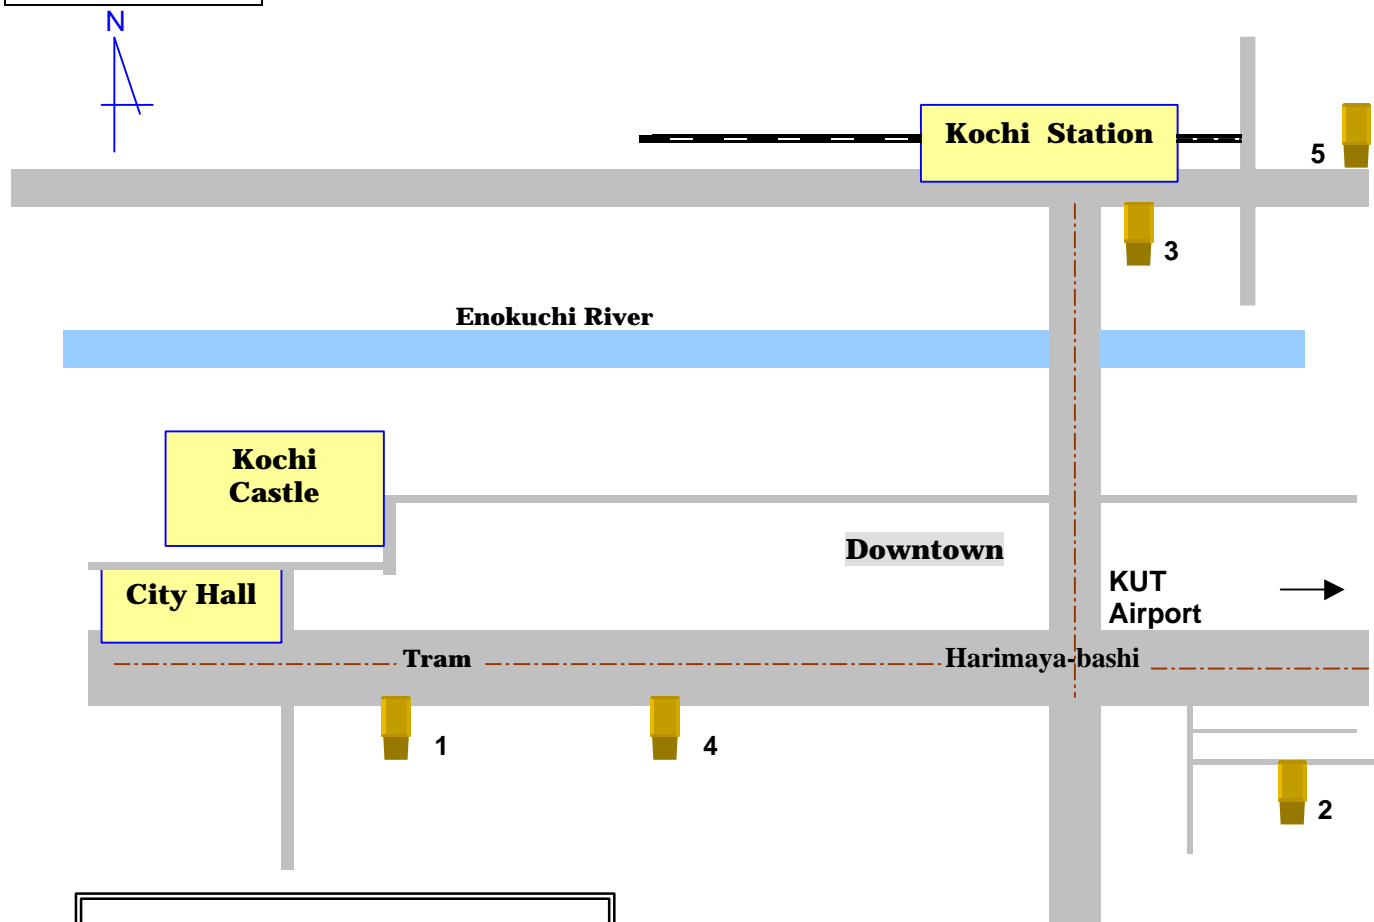 N
Kochi Station
5
3
Enokuchi River
Kochi
Castle
Downtown
KUT
Airport
City Hall
Tram
Harimaya-bashi
1
4
2